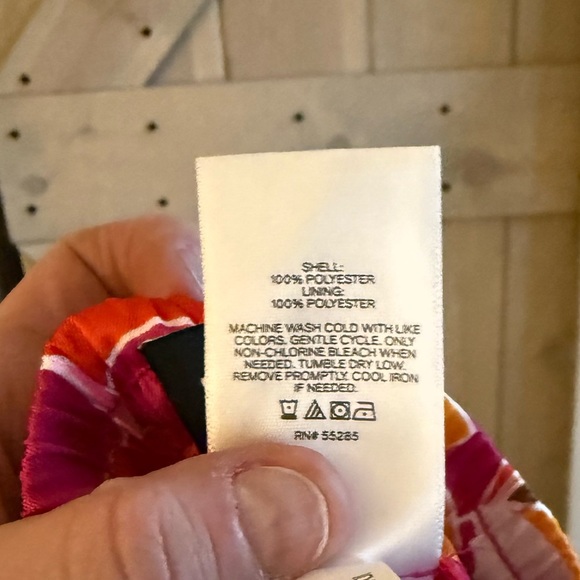 SHELL:
100% POLYESTER
LINING:
100% POLYESTER
MACHINE WASH COLD WITH LIKE
COLORS. GENTLE CYCLE. ONLY
NON-CHLORINE BLEACH WHEN
NEEDED. TUMBLE DRY LOW.
REMOVE PROMPTLY. COOL IRON
IF NEEDED.
RN# 55285